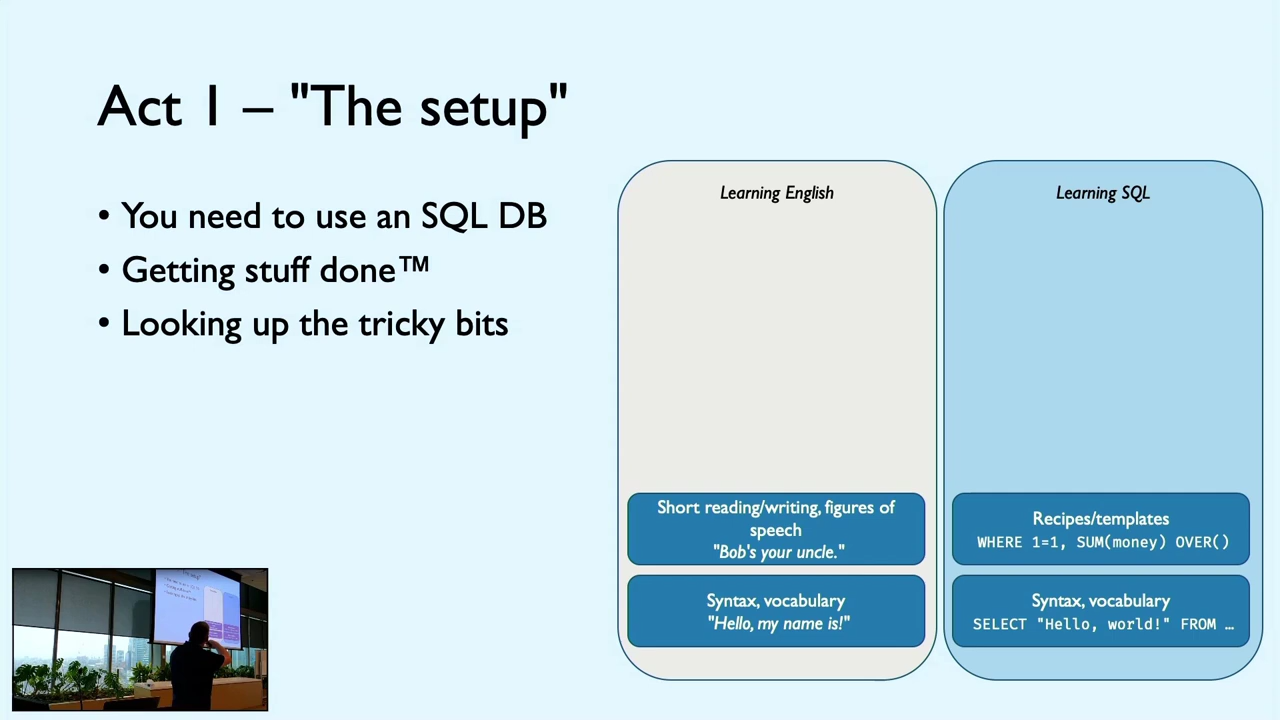 Act 1 – "The setup"
• You need to use an SQL DB
• Getting stuff done™
• Looking up the tricky bits
Learning English
Short reading/writing, figures of
speech
"Bob's your uncle."
Syntax, vocabulary
"Hello, my name is!"
Learning SQL
Recipes/templates
WHERE 1=1, SUM(money) OVER()
Syntax, vocabulary
SELECT "Hello, world!" FROM …